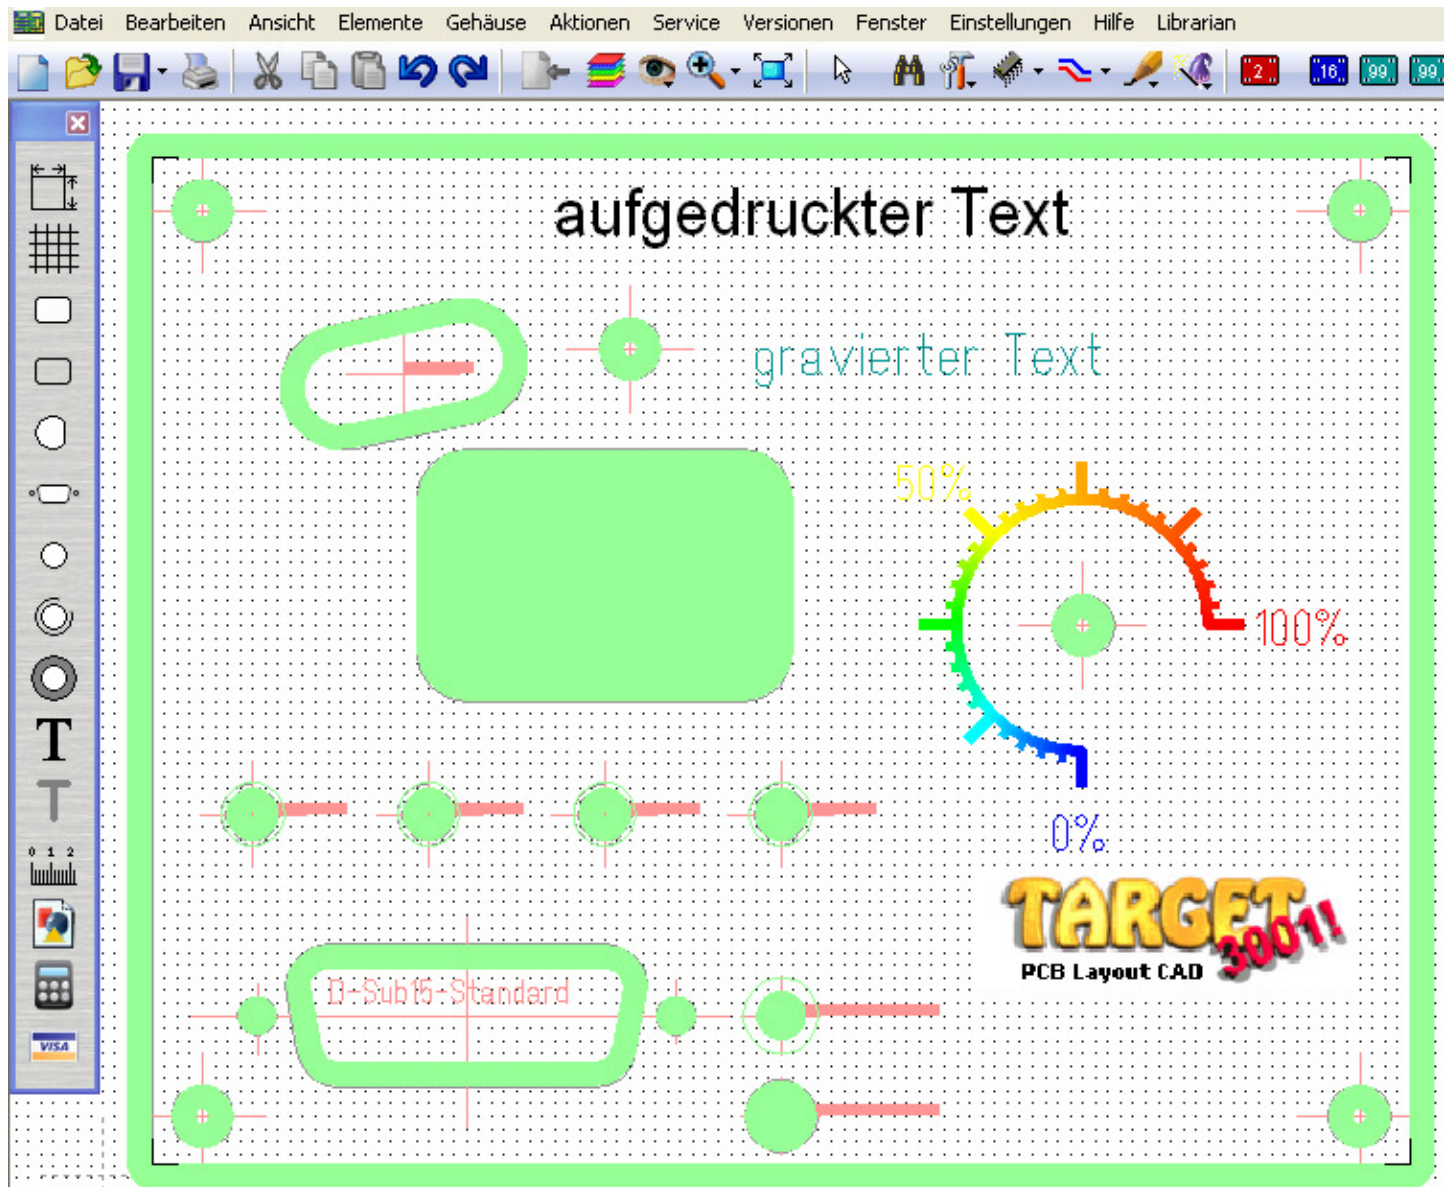 Datei Bearbeiten Ansicht Elemente Gehäuse Aktionen Service Versionen Fenster Einstellungen Hilfe Librarian
2 16 99 99
aufgedruckter Text
gravierter Text
50%
100%
T
T
0 1 2
0%
TARGET
3001!
PCB Layout CAD
D-Sub15-Standard
VISA